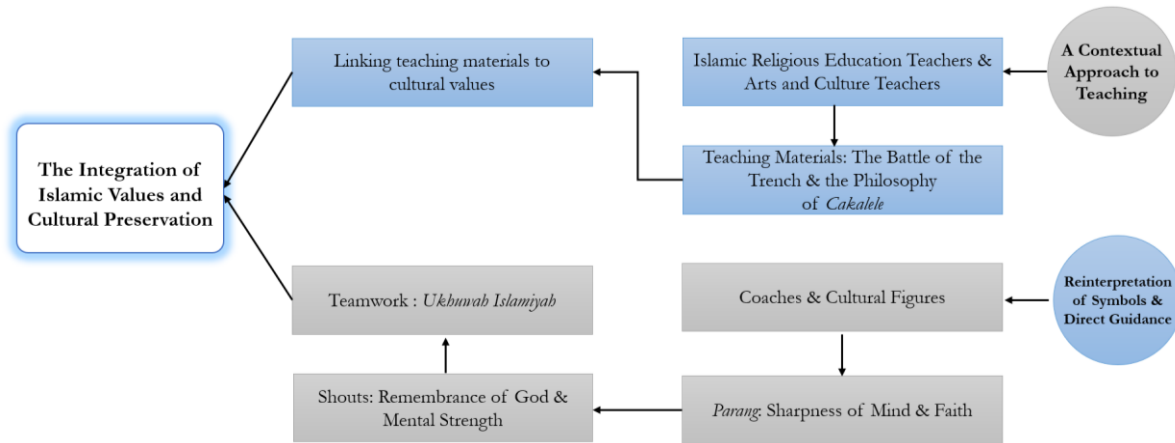 A Contextual
Approach to
Teaching
Islamic Religious Education Teachers &
Arts and Culture Teachers
Teaching Materials: The Battle of the
Trench & the Philosophy
of Cakalele
Linking teaching materials to
cultural values
The Integration of
Islamic Values and
Cultural Preservation
Reinterpretation
of Symbols &
Direct Guidance
Coaches & Cultural Figures
Parang: Sharpness of Mind & Faith
Shouts: Remembrance of God &
Mental Strength
Teamwork : Ukhuwah Islamiyah